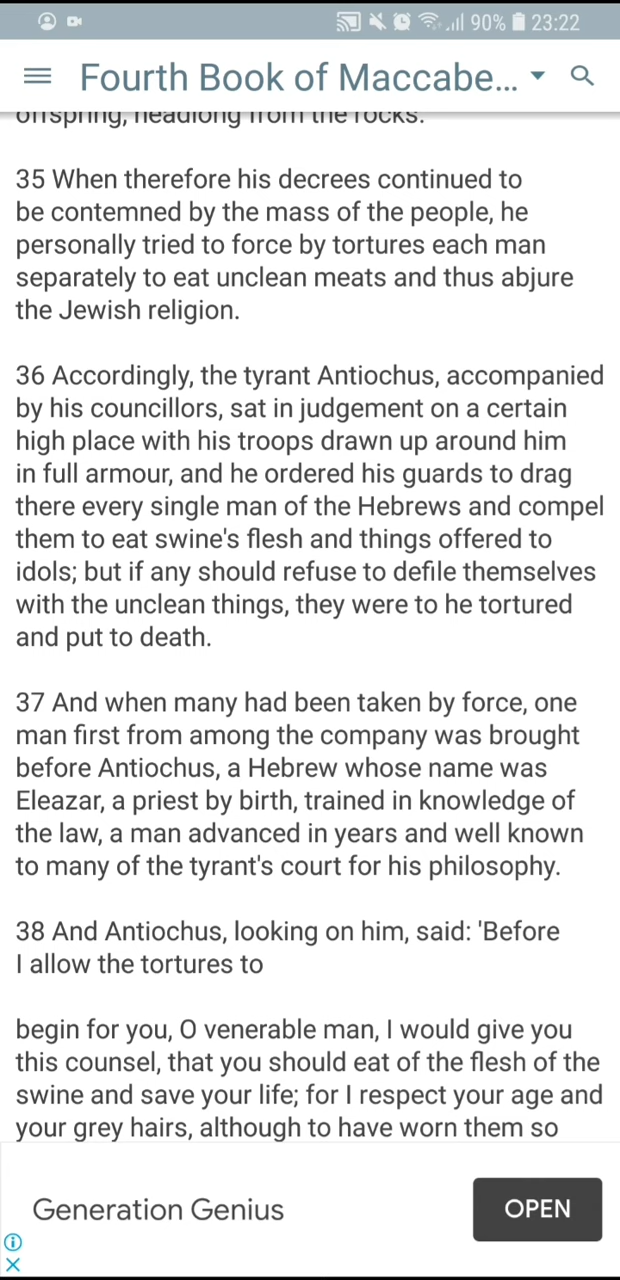 90% 23:22
Fourth Book of Maccabe...
offspring, headlong from the rocks.
35 When therefore his decrees continued to
be contemned by the mass of the people, he
personally tried to force by tortures each man
separately to eat unclean meats and thus abjure
the Jewish religion.
36 Accordingly, the tyrant Antiochus, accompanied
by his councillors, sat in judgement on a certain
high place with his troops drawn up around him
in full armour, and he ordered his guards to drag
there every single man of the Hebrews and compel
them to eat swine's flesh and things offered to
idols; but if any should refuse to defile themselves
with the unclean things, they were to he tortured
and put to death.
37 And when many had been taken by force, one
man first from among the company was brought
before Antiochus, a Hebrew whose name was
Eleazar, a priest by birth, trained in knowledge of
the law, a man advanced in years and well known
to many of the tyrant's court for his philosophy.
38 And Antiochus, looking on him, said: 'Before
I allow the tortures to
begin for you, O venerable man, I would give you
this counsel, that you should eat of the flesh of the
swine and save your life; for I respect your age and
your grey hairs, although to have worn them so
Generation Genius
OPEN